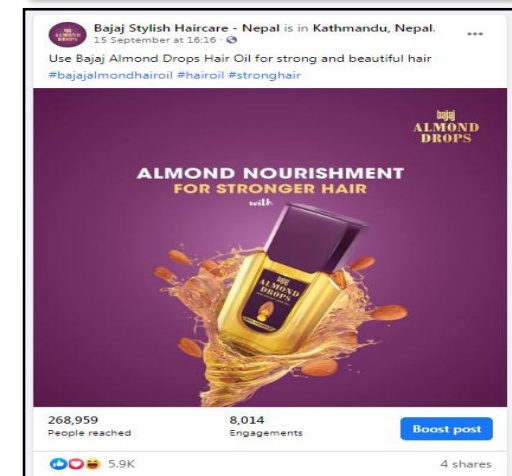 Bajaj Stylish Haircare - Nepal is in Kathmandu, Nepal.
15 September at 16:16 ·
Use Bajaj Almond Drops Hair Oil for strong and beautiful hair
#bajajalmondhairoil #hairoil #stronghair
bajaj
ALMOND
DROPS
ALMOND NOURISHMENT
FOR STRONGER HAIR
with
bajaj
ALMOND
DROPS
268,959
People reached
8,014
Engagements
Boost post
5.9K
4 shares